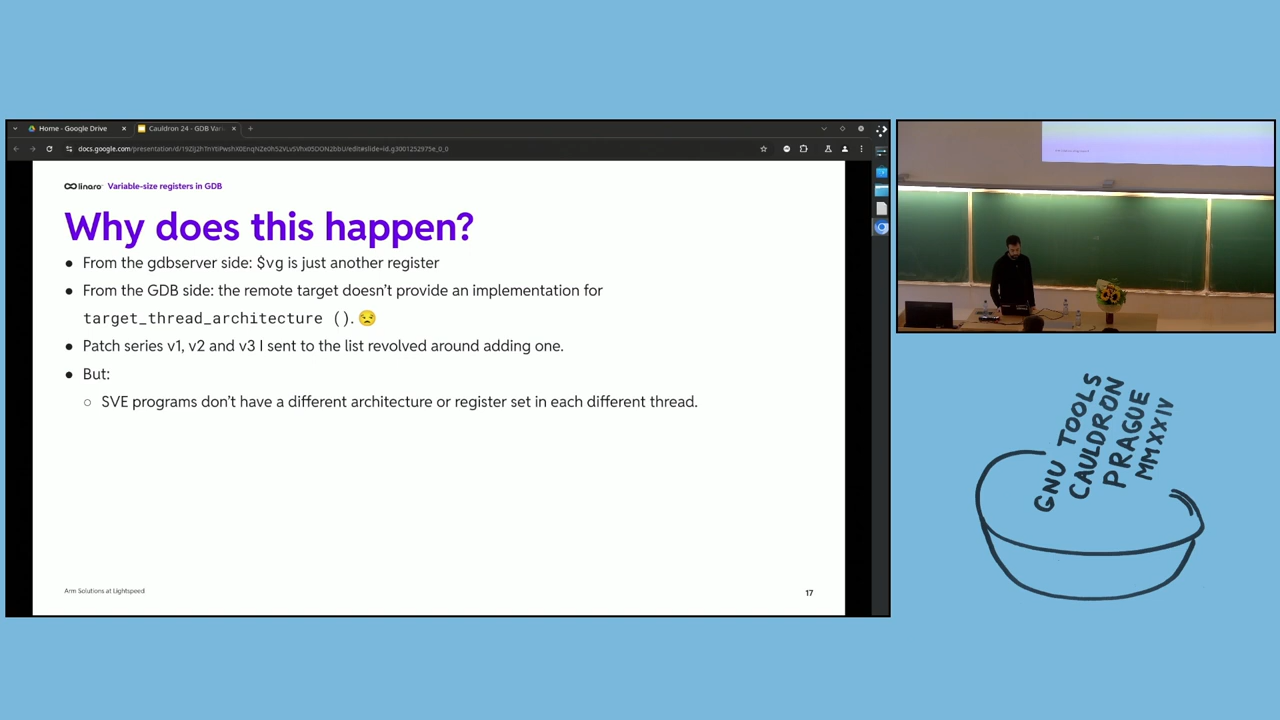 Home - Google Drive
Cauldron 24 - GDB Var
linaro Variable-size registers in GDB
Why does this happen?
● From the gdbserver side: $vg is just another register
● From the GDB side: the remote target doesn't provide an implementation for
target_thread_architecture (). 😒
● Patch series v1, v2 and v3 I sent to the list revolved around adding one.
● But:
○ SVE programs don't have a different architecture or register set in each different thread.
Arm Solutions at Lightspeed
17
GNU TOOLS
CAULDRON
PRAGUE
MMXXIV